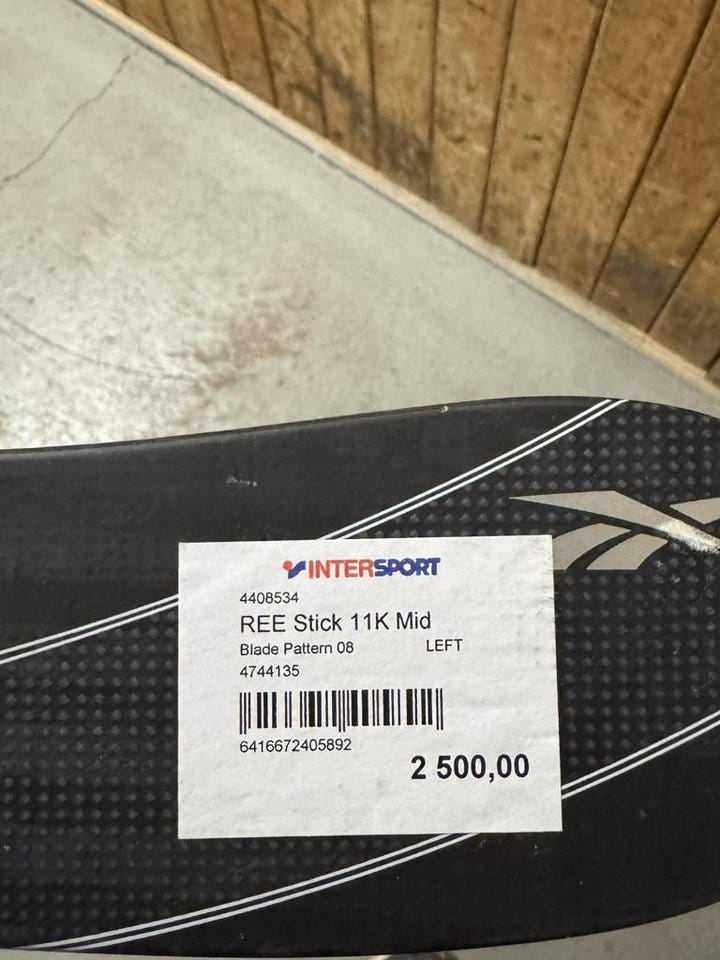 INTERSPORT
4408534
REE Stick 11K Mid
Blade Pattern 08 LEFT
4744135
6416672405892
2 500,00